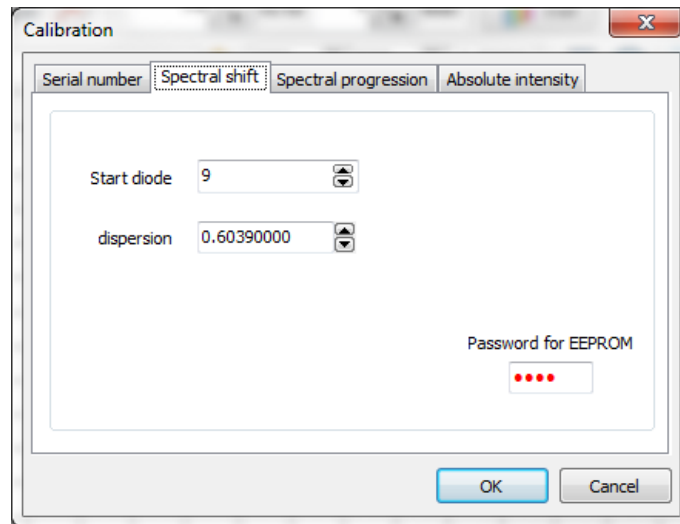 Calibration
Serial number Spectral shift Spectral progression Absolute intensity
Start diode 9
dispersion 0.60390000
Password for EEPROM
••••
OK Cancel